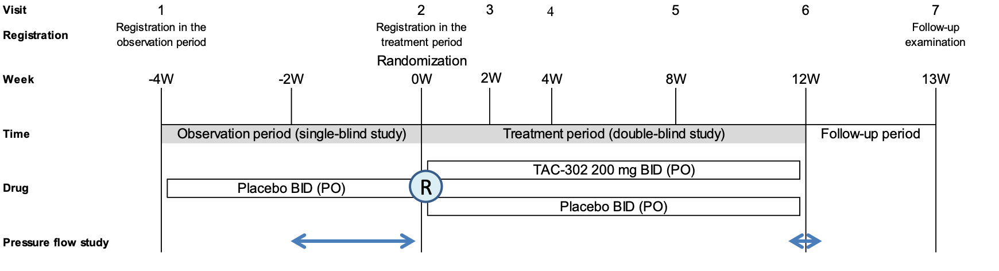 Visit 1 2 3 4 5 6 7
Registration in the Registration in the Follow-up
Registration
observation period treatment period examination
Randomization
Week -4W -2W 0W 2W 4W 8W 12W 13W
Time Observation period (single-blind study) Treatment period (double-blind study) Follow-up period
TAC-302 200 mg BID (PO)
Drug Placebo BID (PO) R
Placebo BID (PO)
Pressure flow study